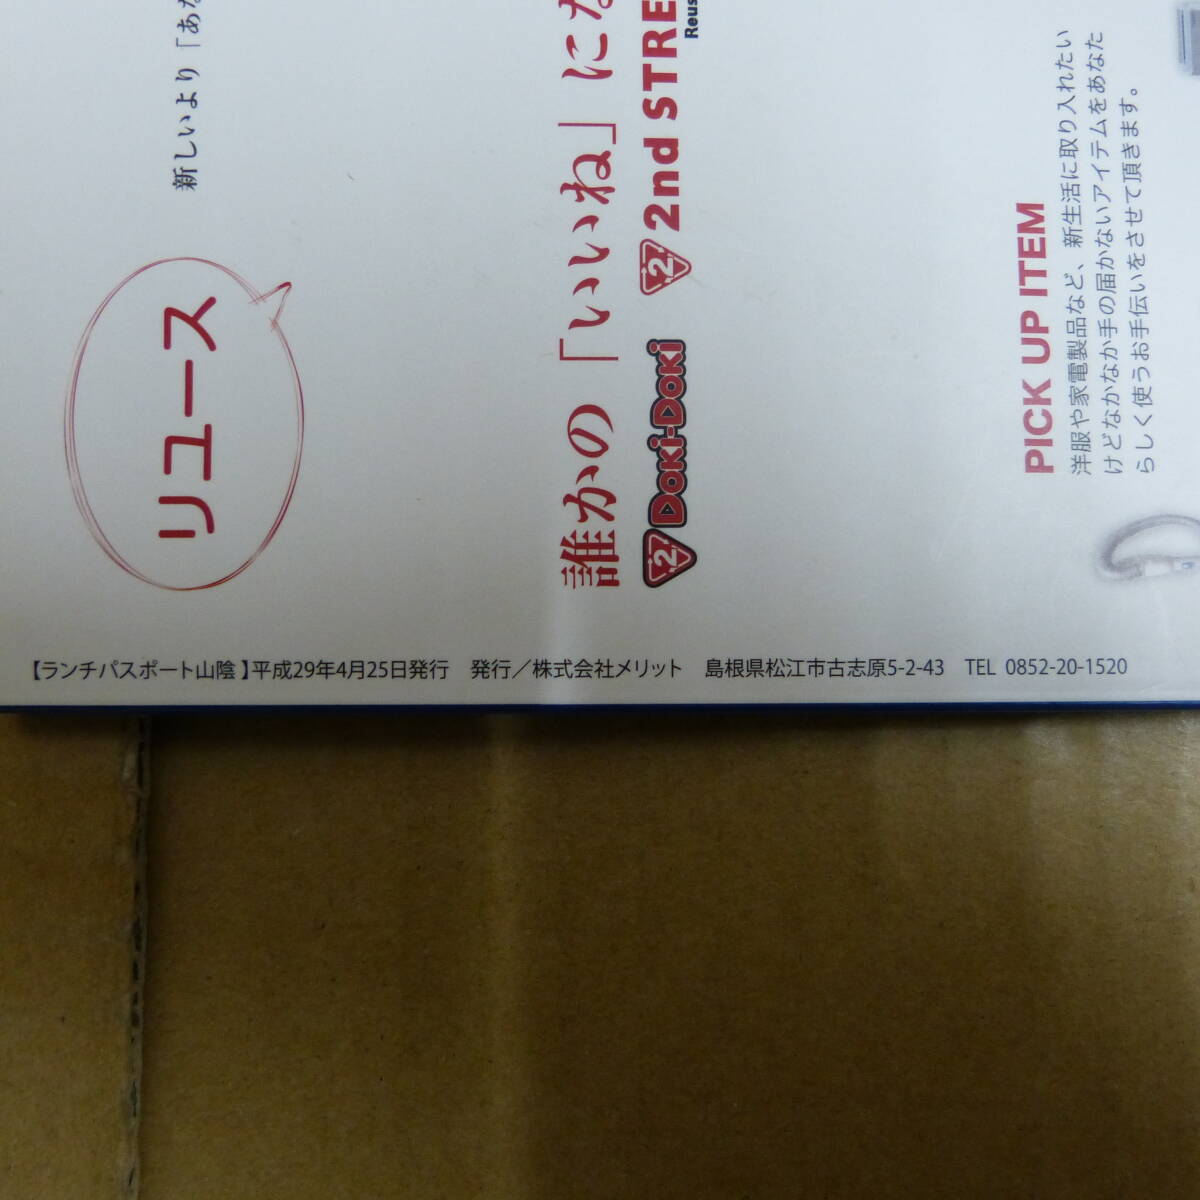 新しいより「あな
リュース
誰かの「いいね」にな
2 Doki-Doki 2 2nd STRE
Reus
PICK UP ITEM
洋服や家電製品など、新生活に取り入れたい
けどなかなか手の届かないアイテムをあなた
らしく使うお手伝いをさせて頂きます。
【ランチパスポート山陰】平成29年4月25日発行　発行／株式会社メリット　島根県松江市古志原5-2-43　TEL 0852-20-1520